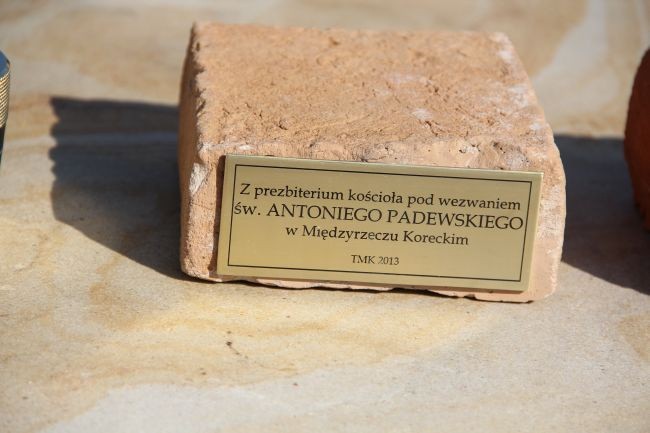 Z prezbiterium kościoła pod wezwaniem
św. ANTONIEGO PADEWSKIEGO
w Międzyrzeczu Koreckim
TMK 2013